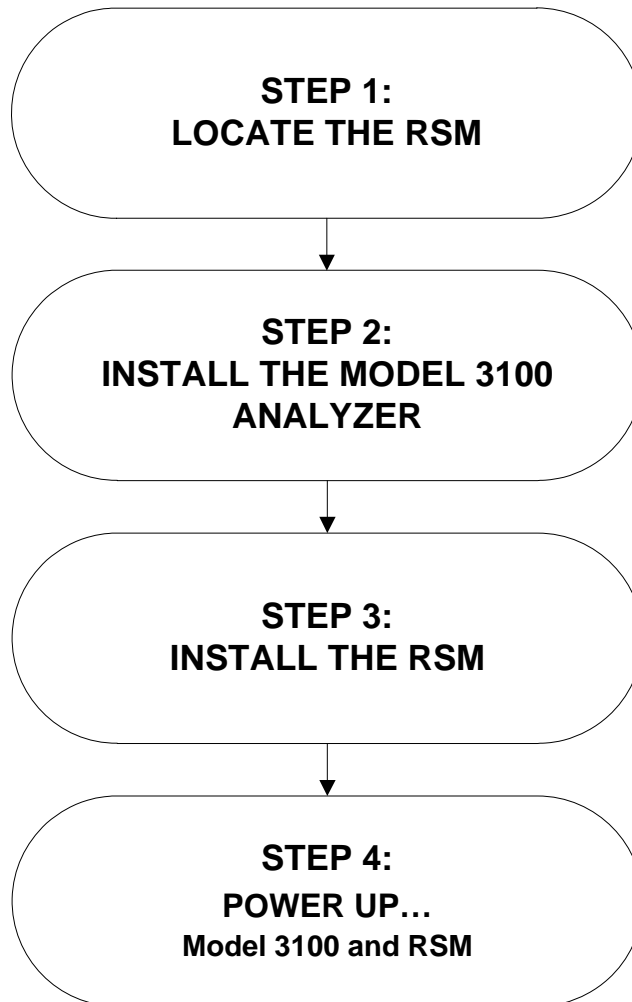 STEP 1:
LOCATE THE RSM
STEP 2:
INSTALL THE MODEL 3100
ANALYZER
STEP 3:
INSTALL THE RSM
STEP 4:
POWER UP…
Model 3100 and RSM